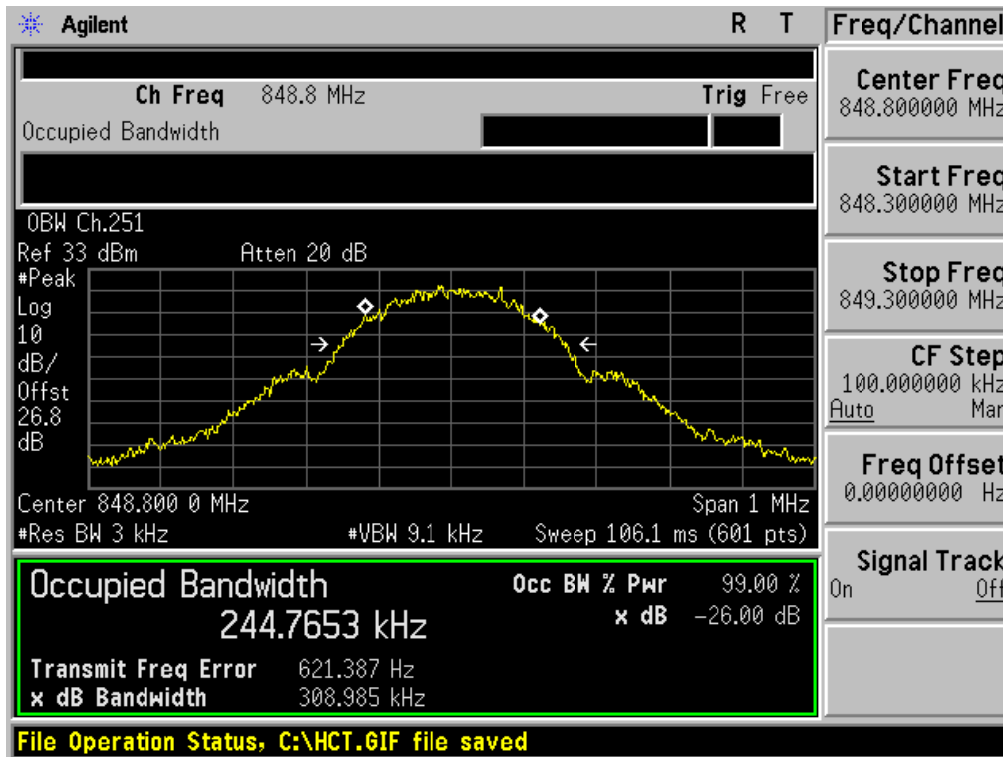 Agilent R T
Ch Freq 848.8 MHz Trig Free
Occupied Bandwidth
OBW Ch.251
Ref 33 dBm Atten 20 dB
#Peak
Log
10
dB/
Offst
26.8
dB
Center 848.800 0 MHz Span 1 MHz
#Res BW 3 kHz #VBW 9.1 kHz Sweep 106.1 ms (601 pts)
Occupied Bandwidth
244.7653 kHz
Occ BW % Pwr 99.00 %
x dB -26.00 dB
Transmit Freq Error 621.387 Hz
x dB Bandwidth 308.985 kHz
File Operation Status, C:\HCT.GIF file saved
Freq/Channel
Center Freq
848.800000 MHz
Start Freq
848.300000 MHz
Stop Freq
849.300000 MHz
CF Step
100.000000 kHz
Auto Man
Freq Offset
0.00000000 Hz
Signal Track
On Off